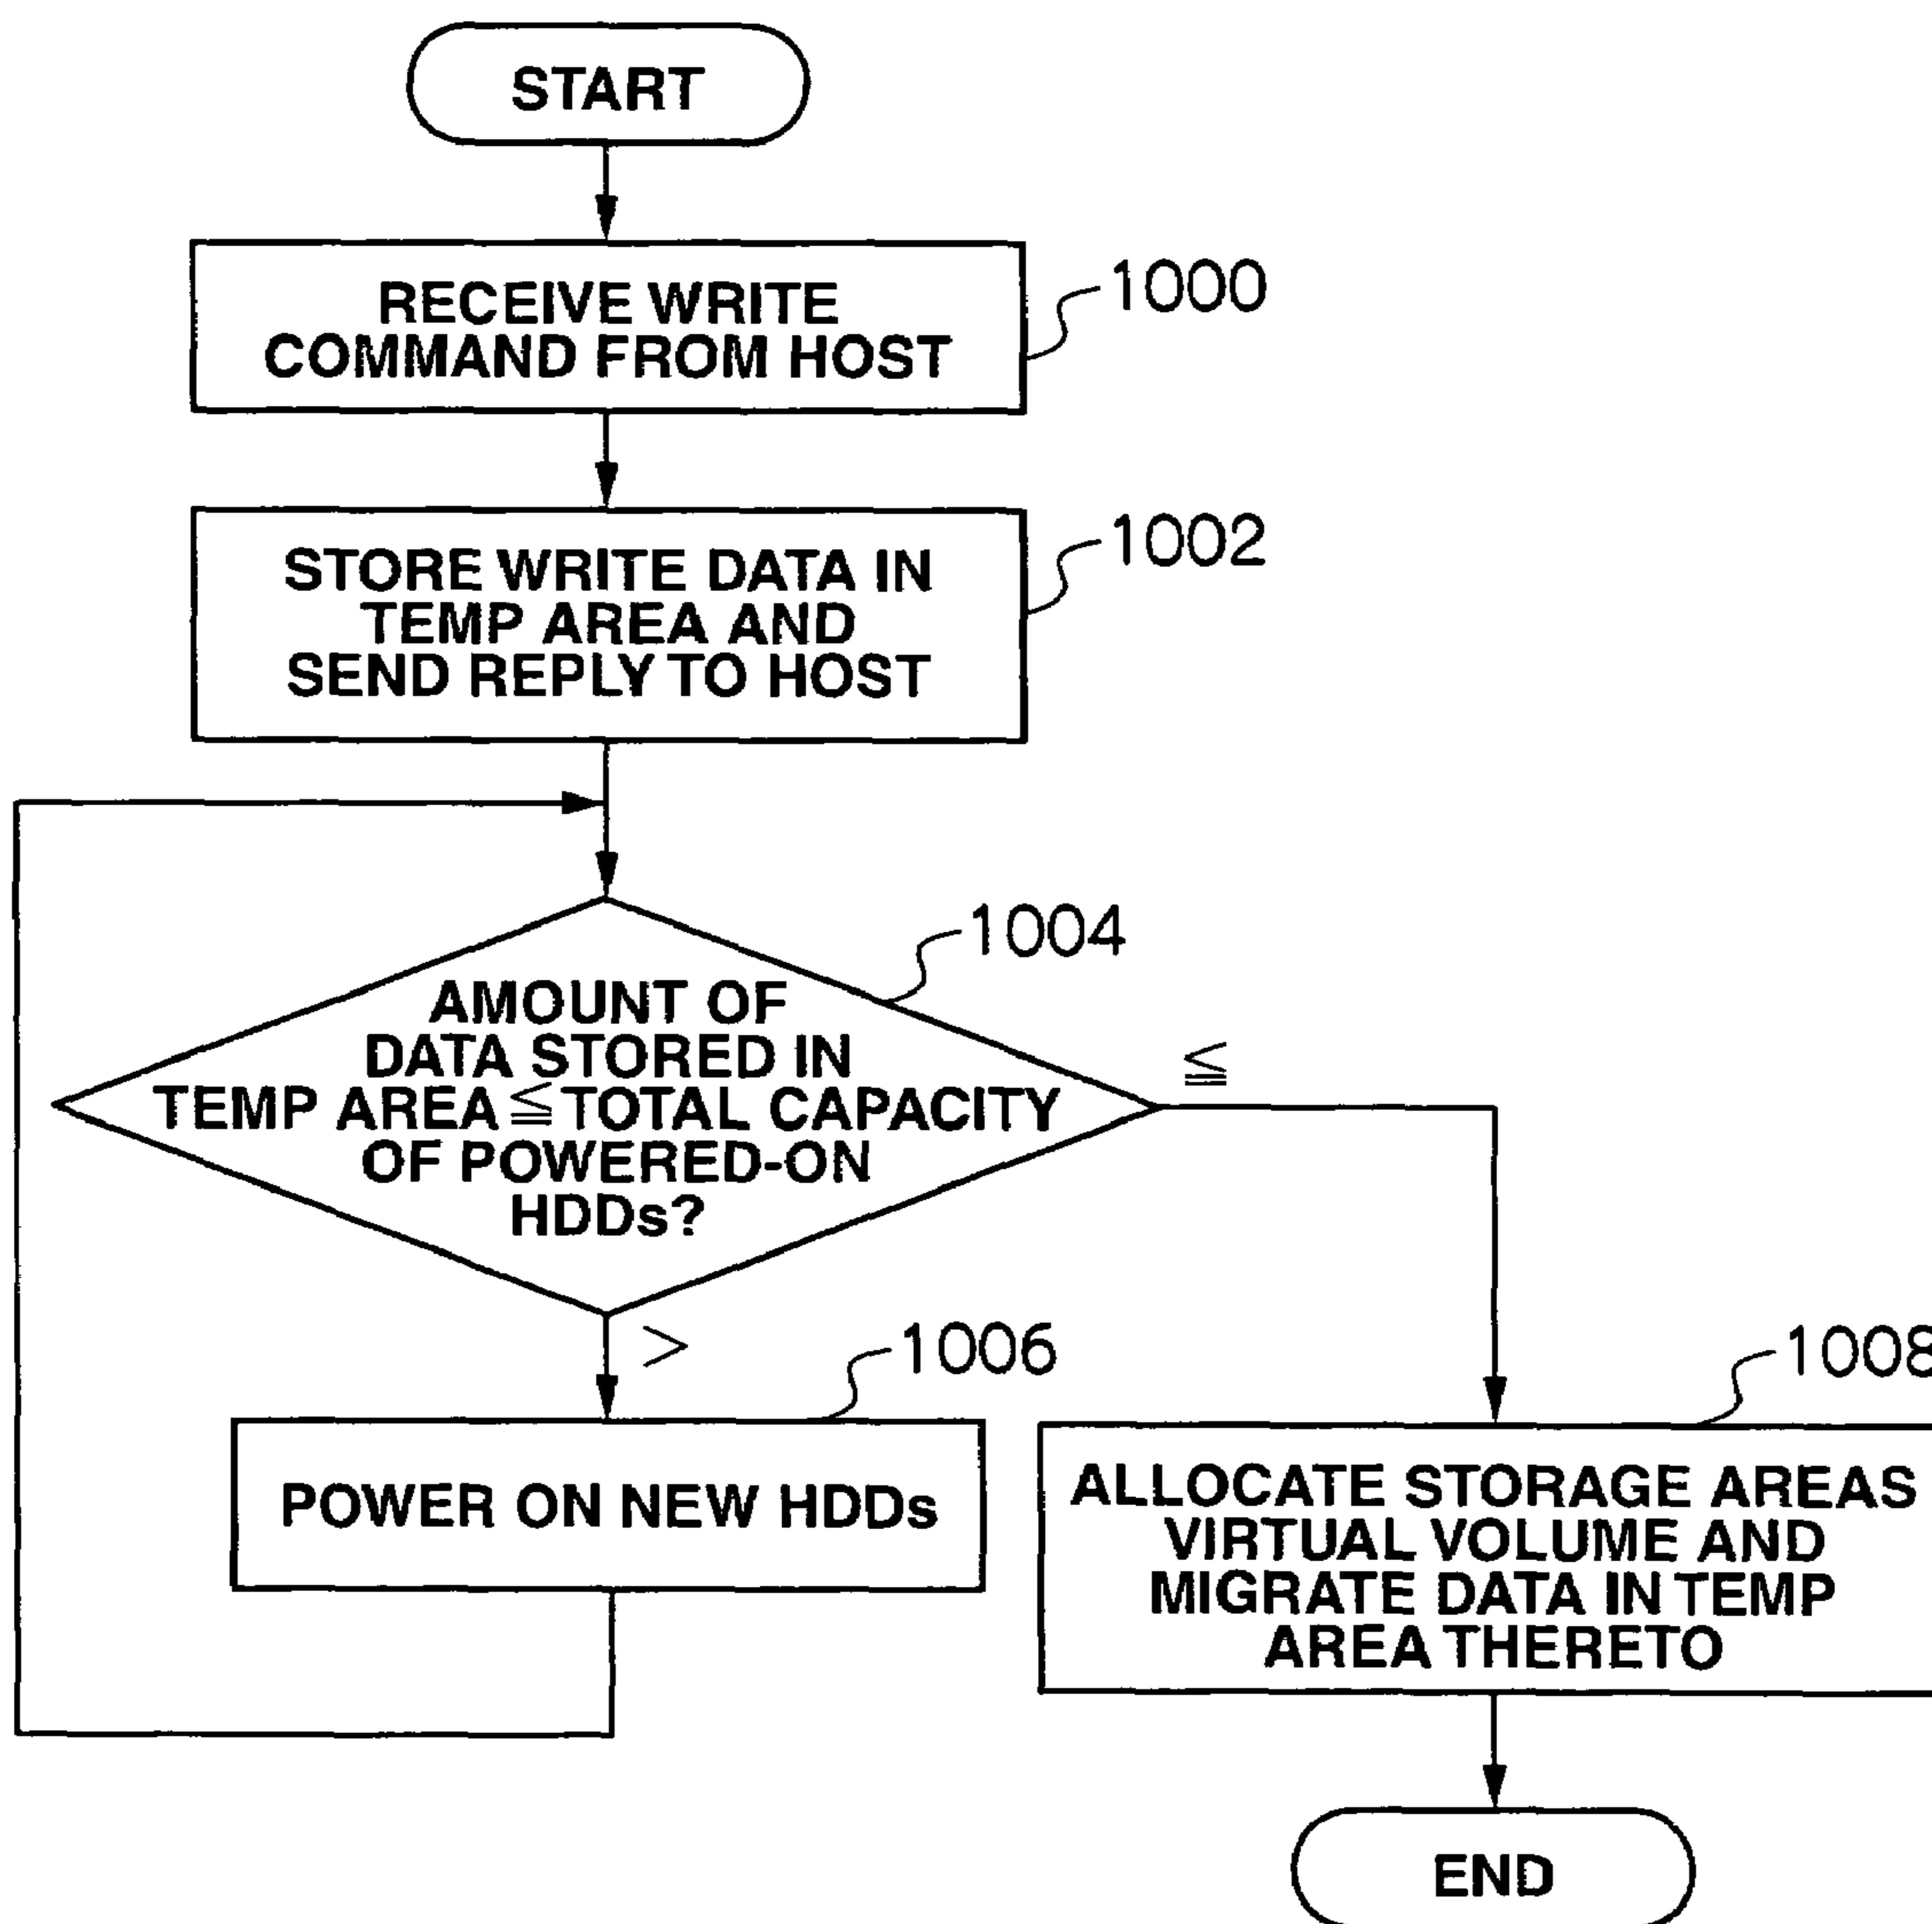 START
RECEIVE WRITE
COMMAND FROM HOST
1000
STORE WRITE DATA IN
TEMP AREA AND
SEND REPLY TO HOST
1002
1004
AMOUNT OF
DATA STORED IN
TEMP AREA ≦ TOTAL CAPACITY
OF POWERED-ON
HDDs?
≦
>
1006
POWER ON NEW HDDs
1008
ALLOCATE STORAGE AREAS
VIRTUAL VOLUME AND
MIGRATE DATA IN TEMP
AREA THERETO
END